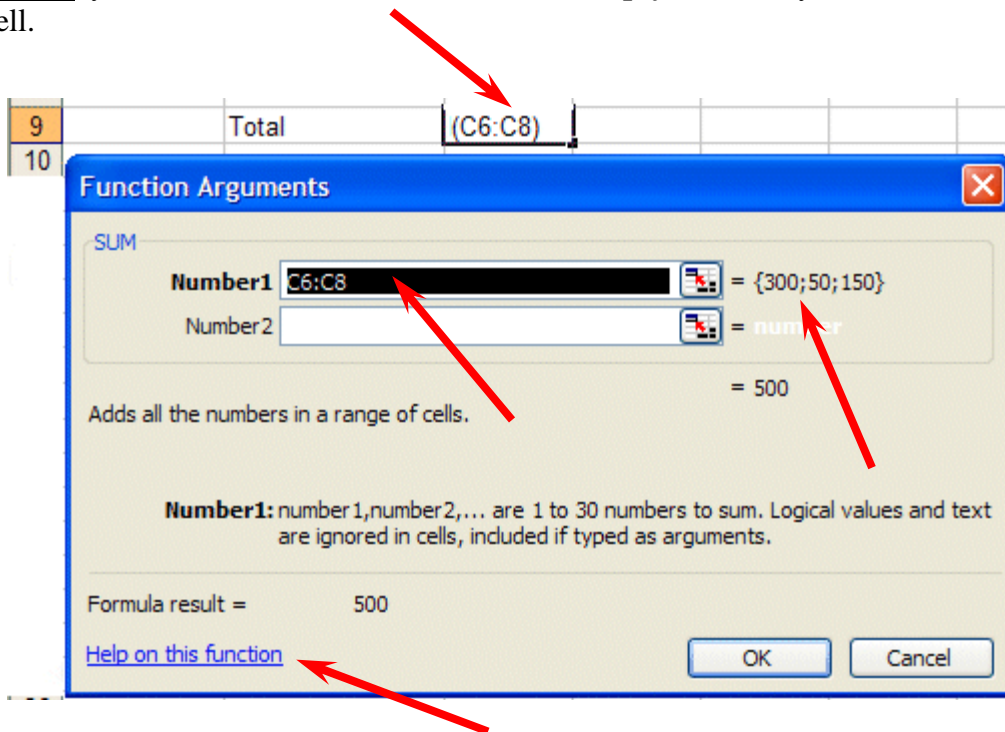 ell.
9 Total (C6:C8)
10
Function Arguments
SUM
Number1 C6:C8 = {300;50;150}
Number2 = number
= 500
Adds all the numbers in a range of cells.
Number1: number1,number2,... are 1 to 30 numbers to sum. Logical values and text
are ignored in cells, included if typed as arguments.
Formula result = 500
Help on this function
OK Cancel